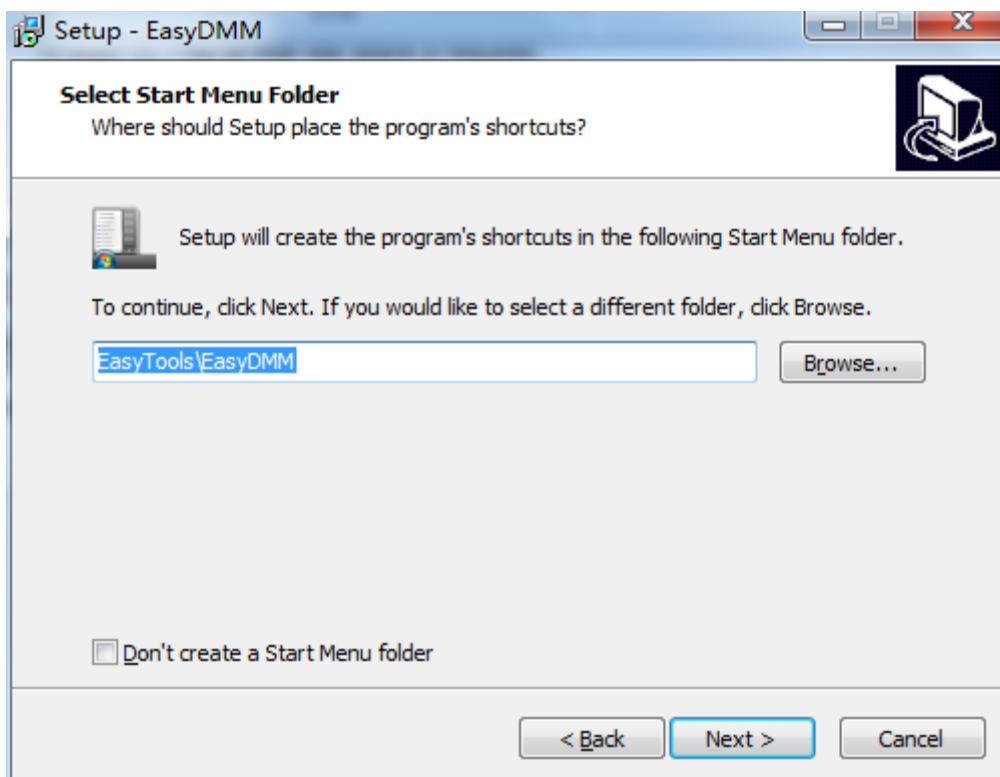 Setup - EasyDMM
Select Start Menu Folder
Where should Setup place the program's shortcuts?
Setup will create the program's shortcuts in the following Start Menu folder.
To continue, click Next. If you would like to select a different folder, click Browse.
EasyTools\EasyDMM
Browse...
Don't create a Start Menu folder
< Back
Next >
Cancel